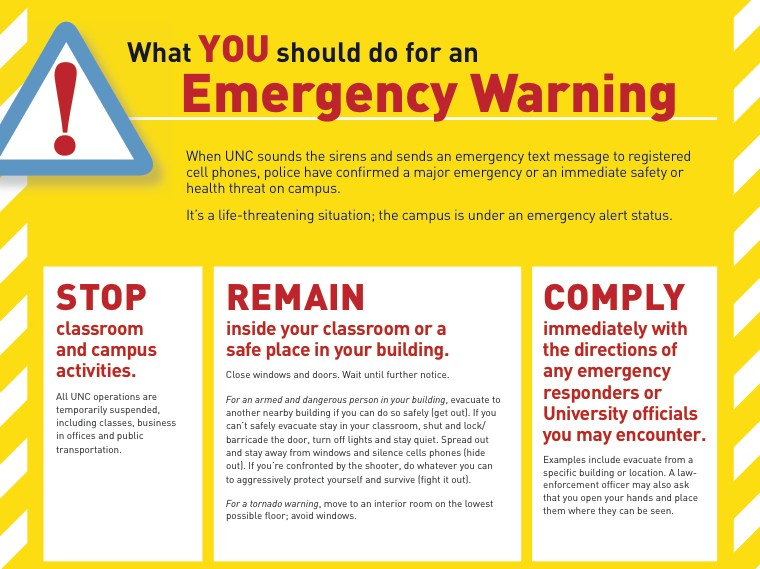 !
What YOU should do for an
Emergency Warning
When UNC sounds the sirens and sends an emergency text message to registered
cell phones, police have confirmed a major emergency or an immediate safety or
health threat on campus.
It's a life-threatening situation; the campus is under an emergency alert status.
STOP
classroom
and campus
activities.
All UNC operations are
temporarily suspended,
including classes, business
in offices and public
transportation.
REMAIN
inside your classroom or a
safe place in your building.
Close windows and doors. Wait until further notice.
For an armed and dangerous person in your building, evacuate to
another nearby building if you can do so safely (get out). If you
can't safely evacuate stay in your classroom, shut and lock/
barricade the door, turn off lights and stay quiet. Spread out
and stay away from windows and silence cells phones (hide
out). If you're confronted by the shooter, do whatever you can
to aggressively protect yourself and survive (fight it out).
For a tornado warning, move to an interior room on the lowest
possible floor; avoid windows.
COMPLY
immediately with
the directions of
any emergency
responders or
University officials
you may encounter.
Examples include evacuate from a
specific building or location. A law-
enforcement officer may also ask
that you open your hands and place
them where they can be seen.